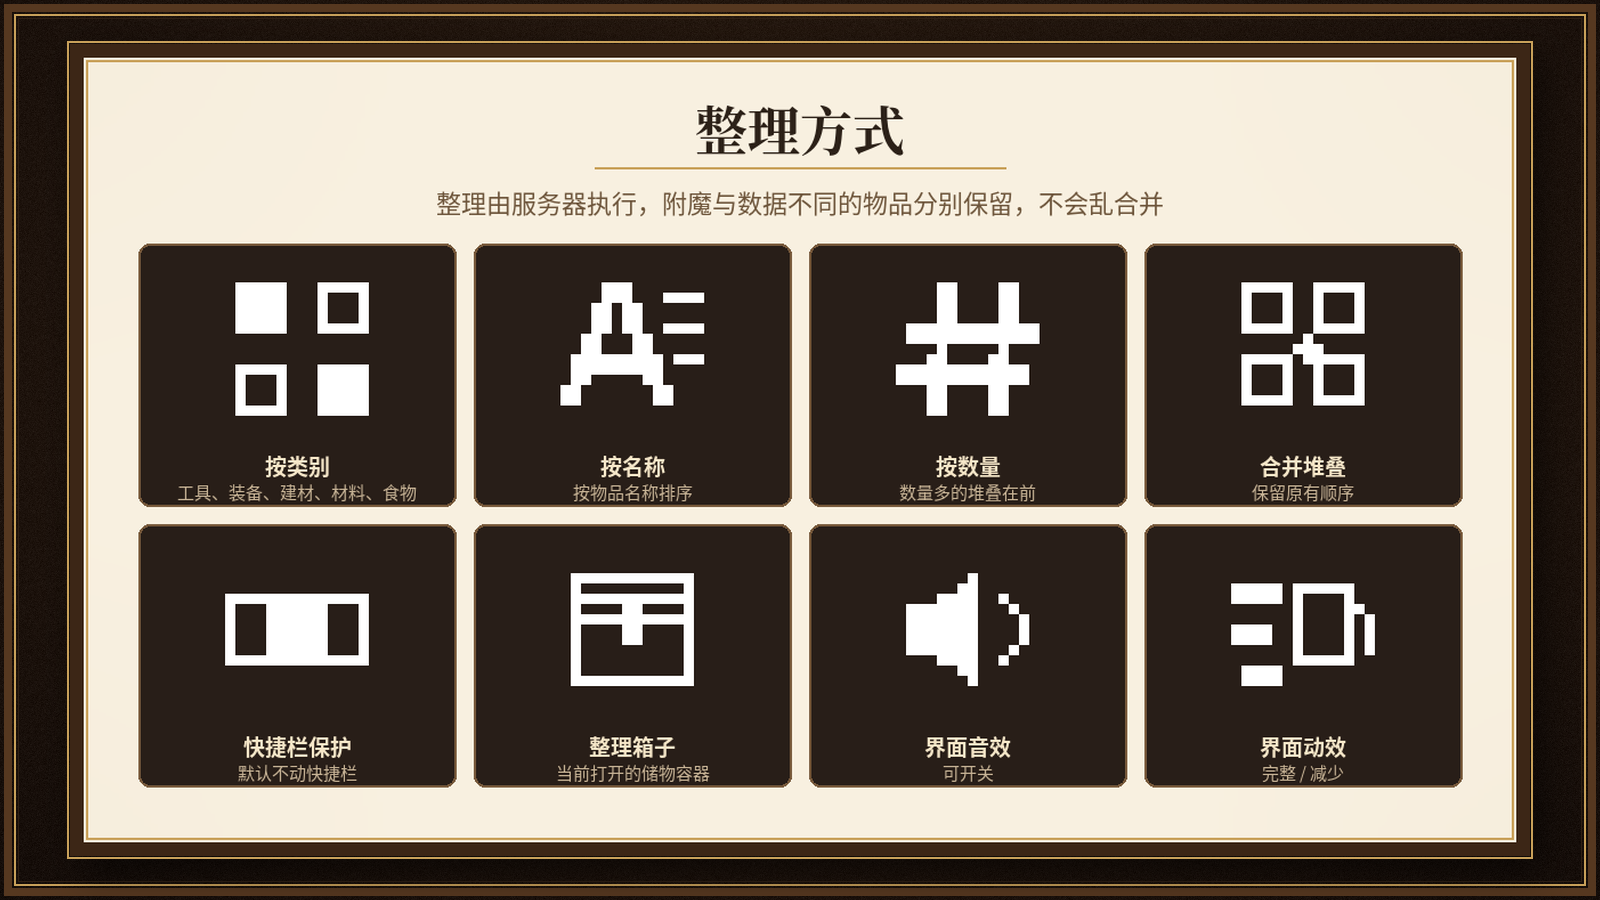 整理方式
整理由服务器执行，附魔与数据不同的物品分别保留，不会乱合并
按类别
工具、装备、建材、材料、食物
按名称
按物品名称排序
按数量
数量多的堆叠在前
合并堆叠
保留原有顺序
快捷栏保护
默认不动快捷栏
整理箱子
当前打开的储物容器
界面音效
可开关
界面动效
完整 / 减少